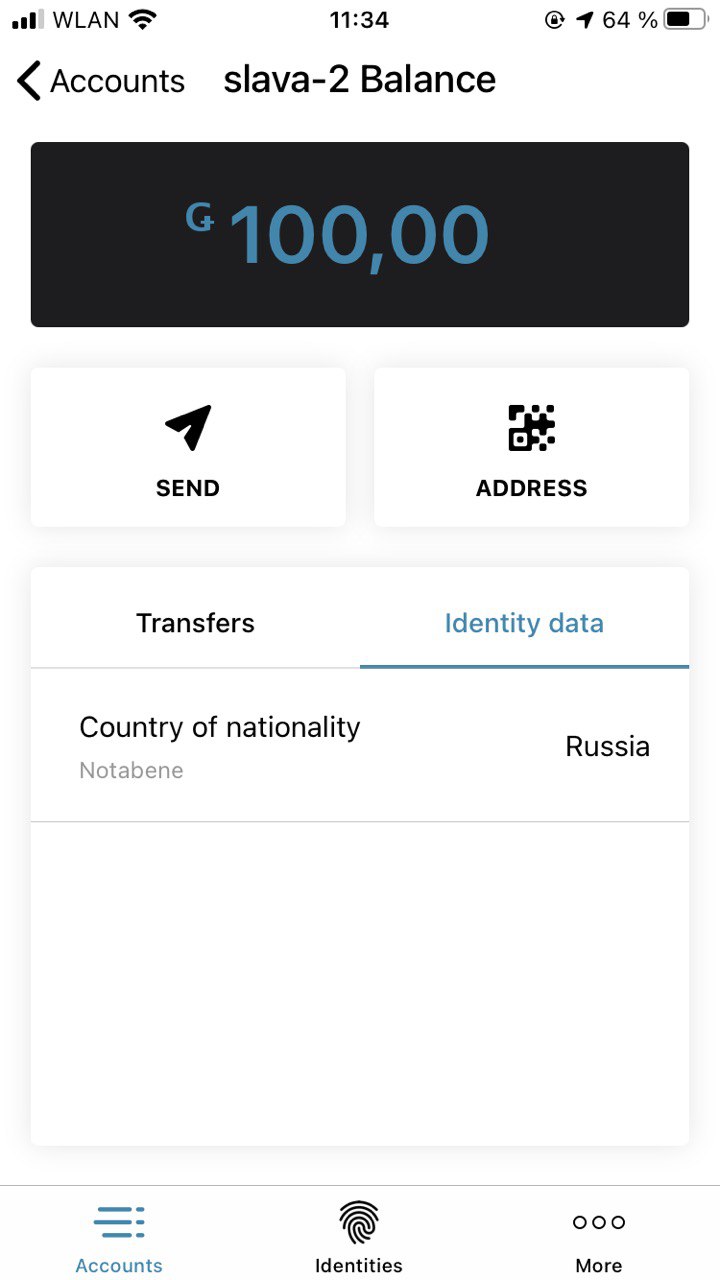 WLAN 11:34 64 %
Accounts slava-2 Balance
Ǥ 100,00
SEND ADDRESS
Transfers Identity data
Country of nationality
Russia
Notabene
Accounts Identities More